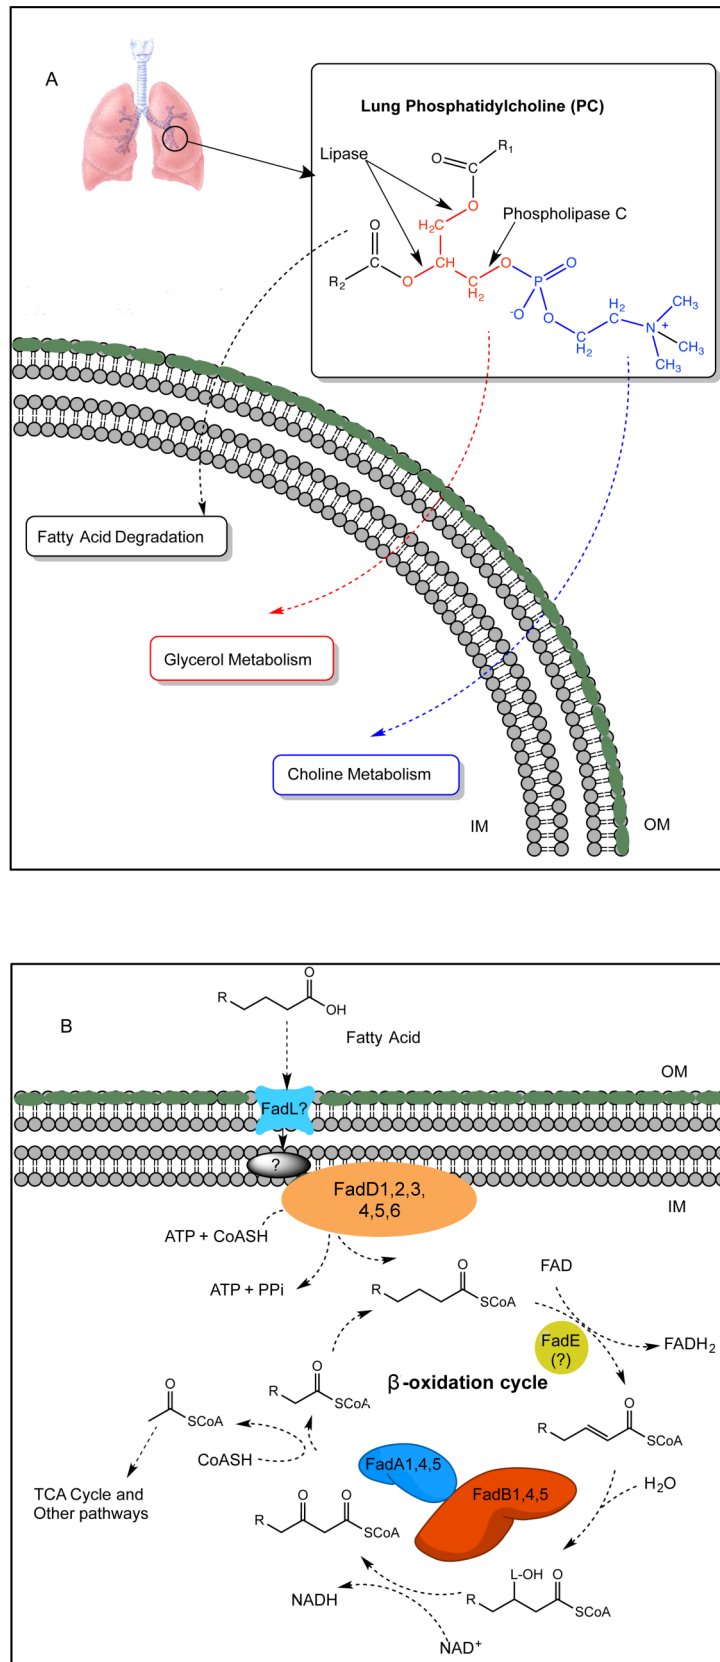 A
Lung Phosphatidylcholine (PC)
Lipase
O
R1
O
H2C
Phospholipase C
O
R2
O
CH
C
H2
O
P
O
-O
O
C
H2
H2
C
N
+
CH3
CH3
CH3
Fatty Acid Degradation
Glycerol Metabolism
Choline Metabolism
IM
OM
B
R
O
OH
Fatty Acid
OM
FadL?
?
FadD1,2,3,
4,5,6
IM
ATP + CoASH
ATP + PPi
R
O
SCoA
FAD
FadE
(?)
FADH2
β-oxidation cycle
R
O
SCoA
O
SCoA
CoASH
R
O
SCoA
TCA Cycle and
Other pathways
FadA1,4,5
FadB1,4,5
H2O
R
O
O
SCoA
L-OH
O
R
SCoA
NADH
NAD+